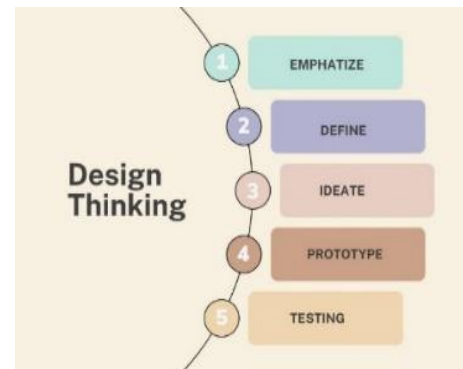 Design
Thinking
1
EMPHATIZE
2
DEFINE
3
IDEATE
4
PROTOTYPE
5
TESTING